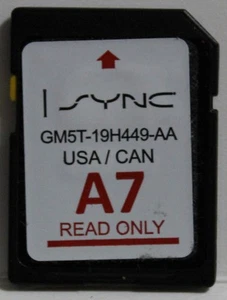 SYNC
GM5T-19H449-AA
USA / CAN
A7
READ ONLY